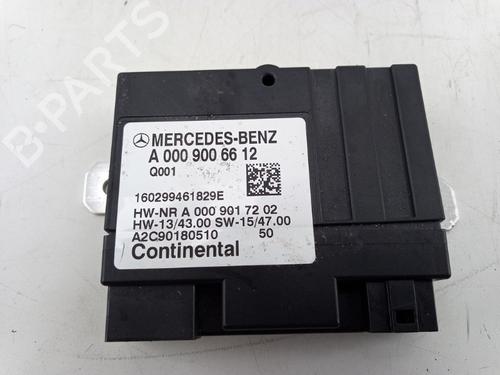 MERCEDES-BENZ
A 000 900 66 12
Q001
160299461829E
HW-NR A 000 901 72 02
HW-13/43.00 SW-15/47.00
A2C90180510 50
Continental
B-PARTS